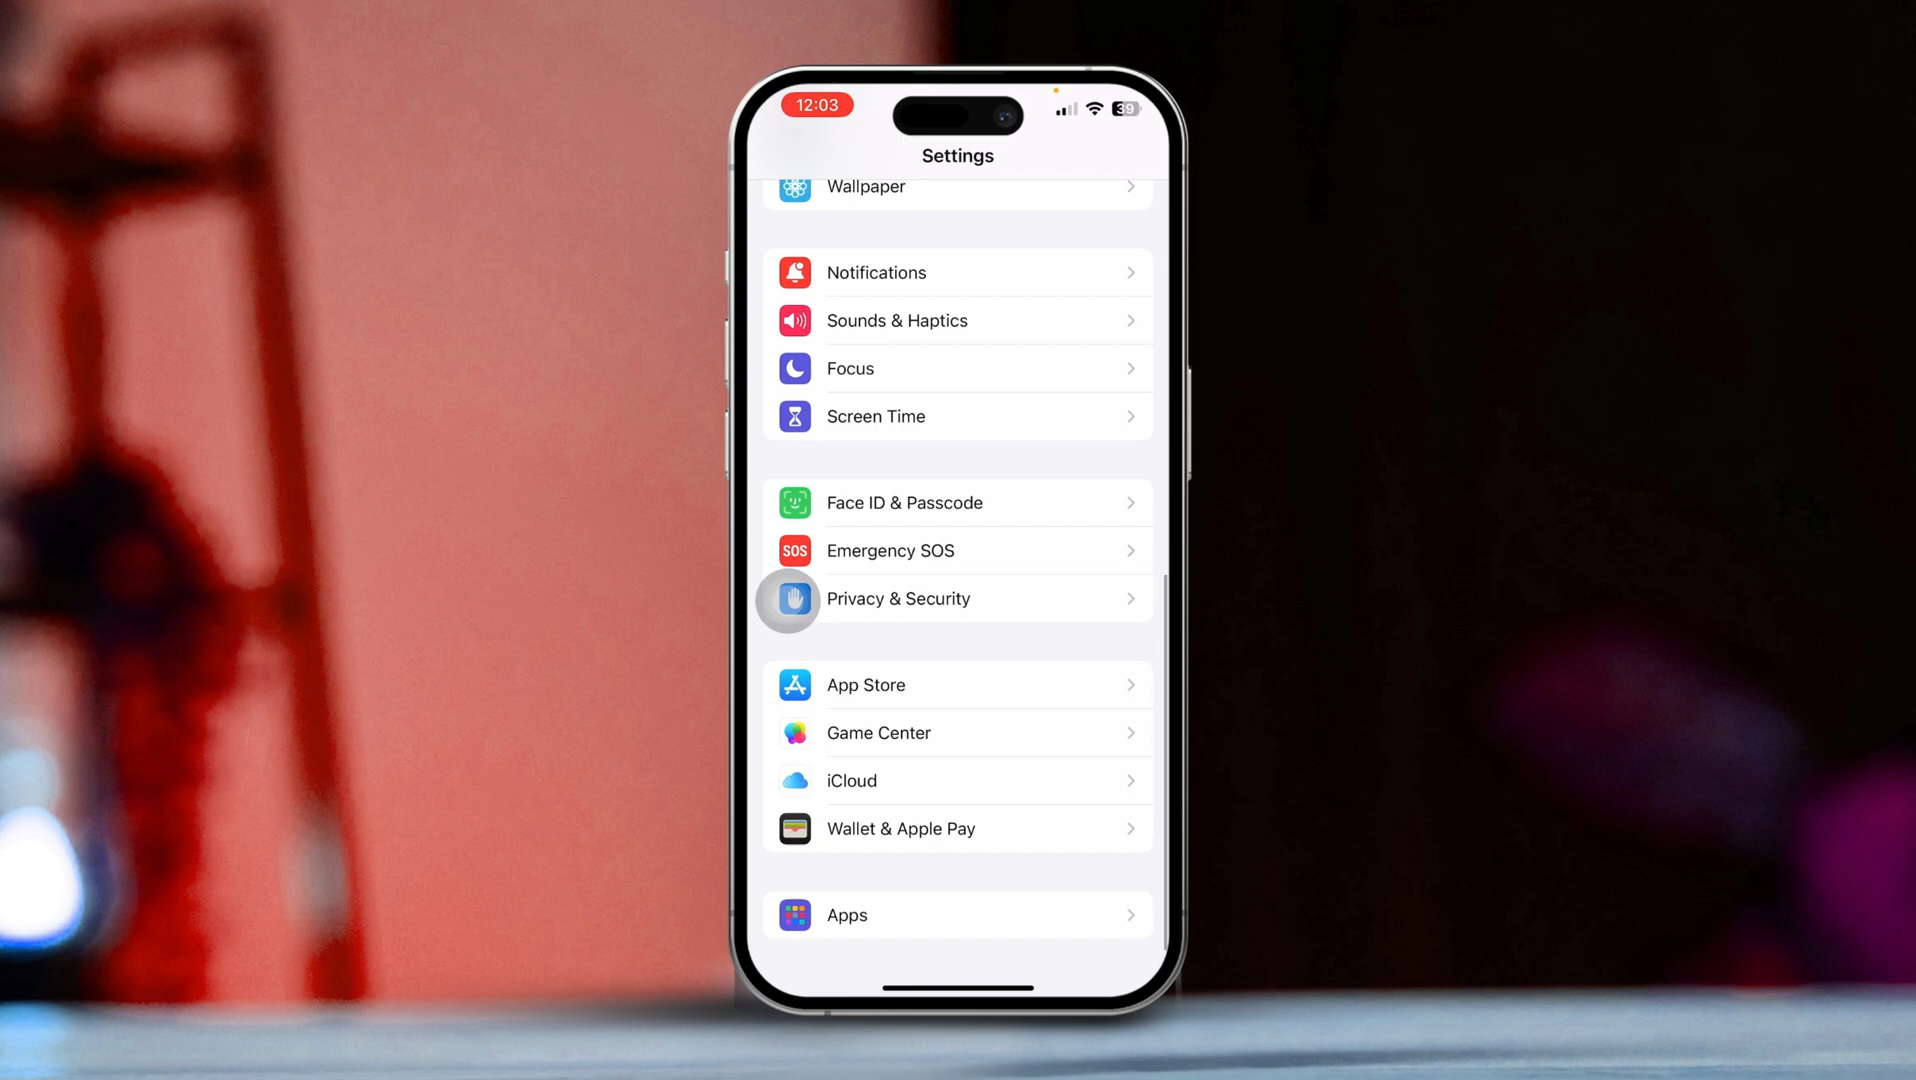 12:03
39
Settings
Wallpaper
Notifications
Sounds & Haptics
Focus
Screen Time
Face ID & Passcode
SOS
Emergency SOS
Privacy & Security
App Store
Game Center
iCloud
Wallet & Apple Pay
Apps